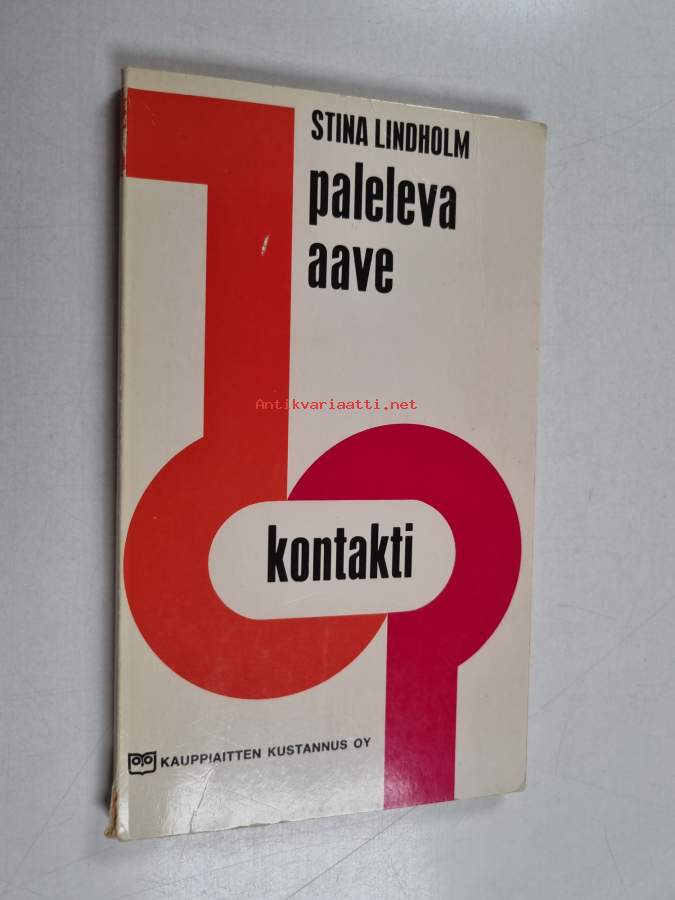 STINA LINDHOLM
paleleva
aave
Antikvariaatti.net
kontakti
KAUPPIAITTEN KUSTANNUS OY